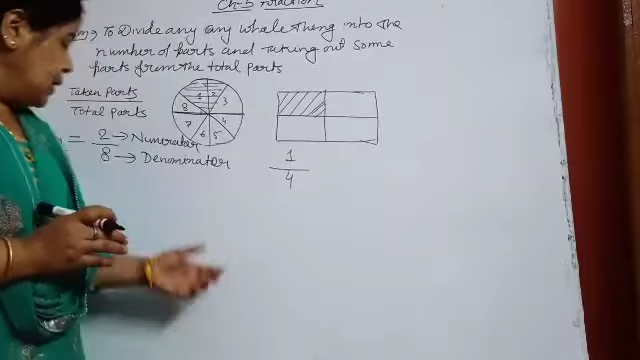 Ch-5 Fraction
To Divide any any whole thing into the
number of parts and Taking out some
parts from the total parts
Taken Parts
Total Parts
1 2 3 4 5 6 7 8
= 2 → Numerator
8 → Denominator
1
4